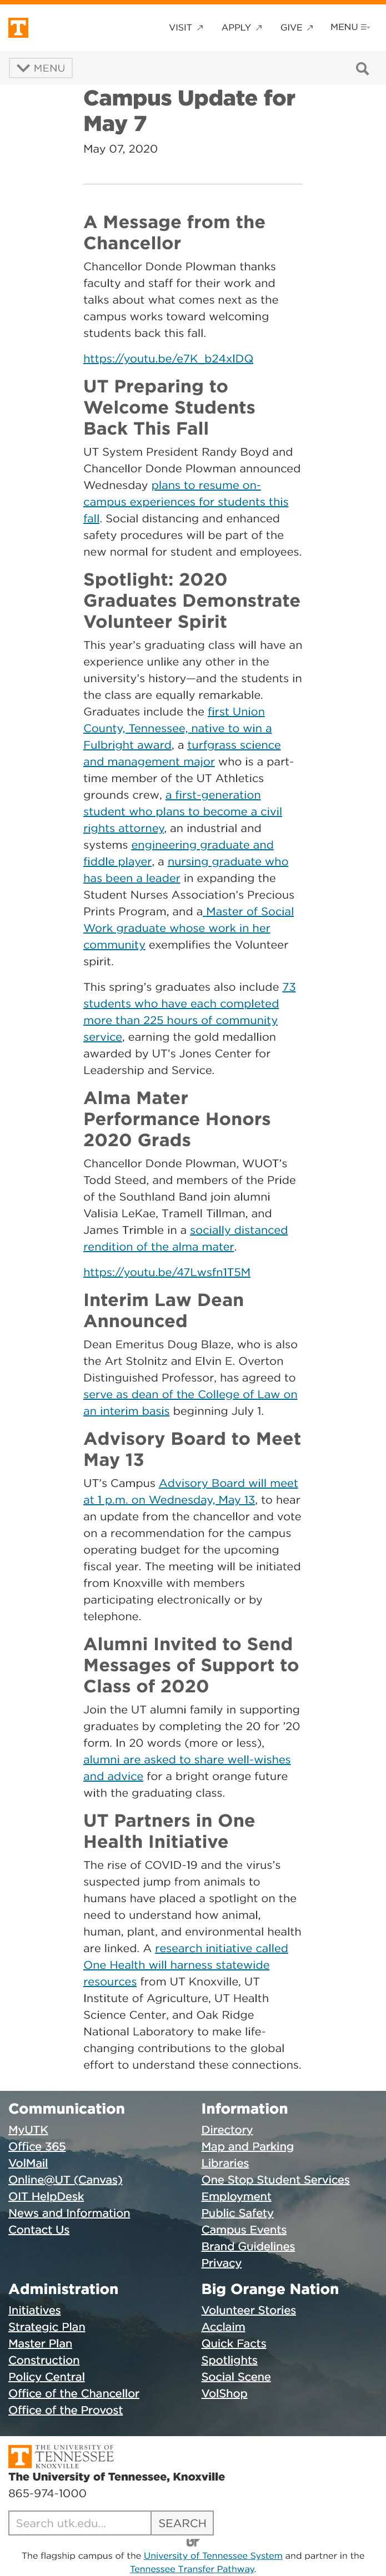 T
VISIT ↗ APPLY ↗ GIVE ↗ MENU
MENU
Campus Update for
May 7
May 07, 2020
A Message from the
Chancellor
Chancellor Donde Plowman thanks
faculty and staff for their work and
talks about what comes next as the
campus works toward welcoming
students back this fall.
https://youtu.be/e7K_b24xlDQ
UT Preparing to
Welcome Students
Back This Fall
UT System President Randy Boyd and
Chancellor Donde Plowman announced
Wednesday plans to resume on-
campus experiences for students this
fall. Social distancing and enhanced
safety procedures will be part of the
new normal for student and employees.
Spotlight: 2020
Graduates Demonstrate
Volunteer Spirit
This year’s graduating class will have an
experience unlike any other in the
university’s history—and the students in
the class are equally remarkable.
Graduates include the first Union
County, Tennessee, native to win a
Fulbright award, a turfgrass science
and management major who is a part-
time member of the UT Athletics
grounds crew, a first-generation
student who plans to become a civil
rights attorney, an industrial and
systems engineering graduate and
fiddle player, a nursing graduate who
has been a leader in expanding the
Student Nurses Association’s Precious
Prints Program, and a Master of Social
Work graduate whose work in her
community exemplifies the Volunteer
spirit.
This spring’s graduates also include 73
students who have each completed
more than 225 hours of community
service, earning the gold medallion
awarded by UT’s Jones Center for
Leadership and Service.
Alma Mater
Performance Honors
2020 Grads
Chancellor Donde Plowman, WUOT’s
Todd Steed, and members of the Pride
of the Southland Band join alumni
Valisia LeKae, Tramell Tillman, and
James Trimble in a socially distanced
rendition of the alma mater.
https://youtu.be/47Lwsfn1T5M
Interim Law Dean
Announced
Dean Emeritus Doug Blaze, who is also
the Art Stolnitz and Elvin E. Overton
Distinguished Professor, has agreed to
serve as dean of the College of Law on
an interim basis beginning July 1.
Advisory Board to Meet
May 13
UT’s Campus Advisory Board will meet
at 1 p.m. on Wednesday, May 13, to hear
an update from the chancellor and vote
on a recommendation for the campus
operating budget for the upcoming
fiscal year. The meeting will be initiated
from Knoxville with members
participating electronically or by
telephone.
Alumni Invited to Send
Messages of Support to
Class of 2020
Join the UT alumni family in supporting
graduates by completing the 20 for ’20
form. In 20 words (more or less),
alumni are asked to share well-wishes
and advice for a bright orange future
with the graduating class.
UT Partners in One
Health Initiative
The rise of COVID-19 and the virus’s
suspected jump from animals to
humans have placed a spotlight on the
need to understand how animal,
human, plant, and environmental health
are linked. A research initiative called
One Health will harness statewide
resources from UT Knoxville, UT
Institute of Agriculture, UT Health
Science Center, and Oak Ridge
National Laboratory to make life-
changing contributions to the global
effort to understand these connections.
Communication
MyUTK
Office 365
VolMail
Online@UT (Canvas)
OIT HelpDesk
News and Information
Contact Us
Information
Directory
Map and Parking
Libraries
One Stop Student Services
Employment
Public Safety
Campus Events
Brand Guidelines
Privacy
Administration
Initiatives
Strategic Plan
Master Plan
Construction
Policy Central
Office of the Chancellor
Office of the Provost
Big Orange Nation
Volunteer Stories
Acclaim
Quick Facts
Spotlights
Social Scene
VolShop
T THE UNIVERSITY OF
TENNESSEE
KNOXVILLE
The University of Tennessee, Knoxville
865-974-1000
Search utk.edu... SEARCH
UT
The flagship campus of the University of Tennessee System and partner in the
Tennessee Transfer Pathway.